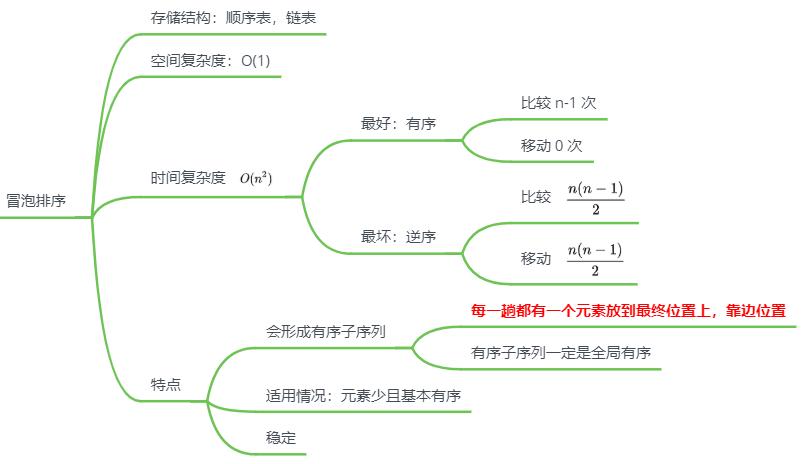 冒泡排序
存储结构：顺序表，链表
空间复杂度：O(1)
时间复杂度 O(n²)
最好：有序
比较 n-1 次
移动 0 次
最坏：逆序
比较 n(n − 1)/2
移动 n(n − 1)/2
特点
会形成有序子序列
每一趟都有一个元素放到最终位置上，靠边位置
有序子序列一定是全局有序
适用情况：元素少且基本有序
稳定